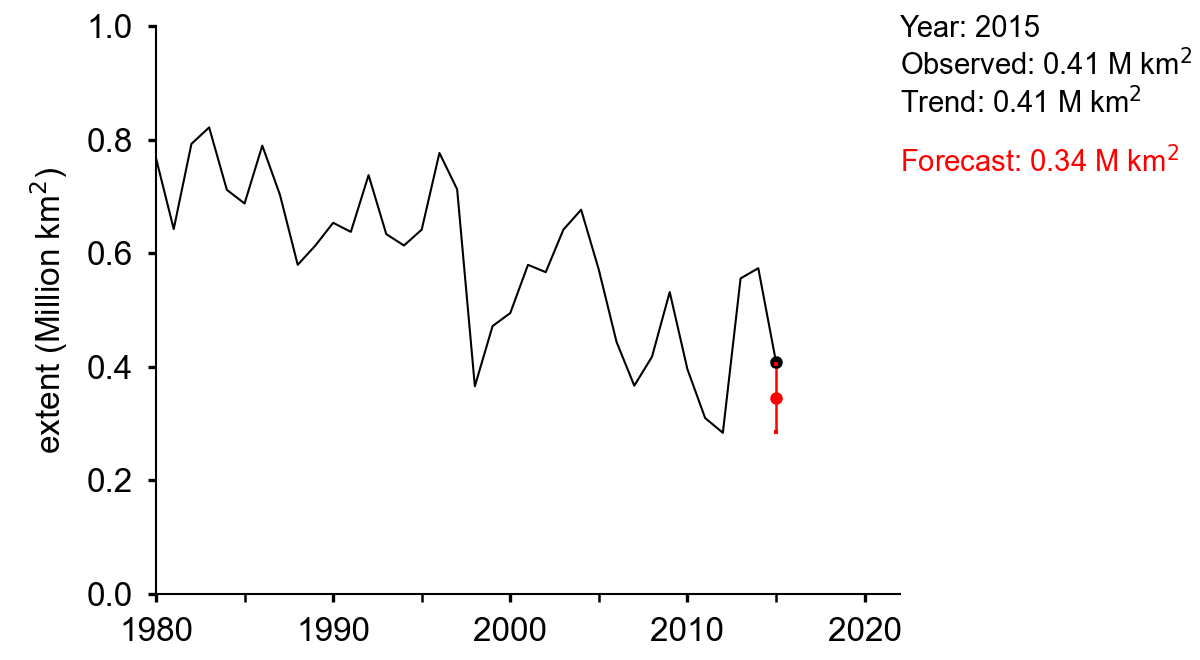 1.0
0.8
0.6
0.4
0.2
0.0
extent (Million km²)
1980 1990 2000 2010 2020
Year: 2015
Observed: 0.41 M km²
Trend: 0.41 M km²
Forecast: 0.34 M km²